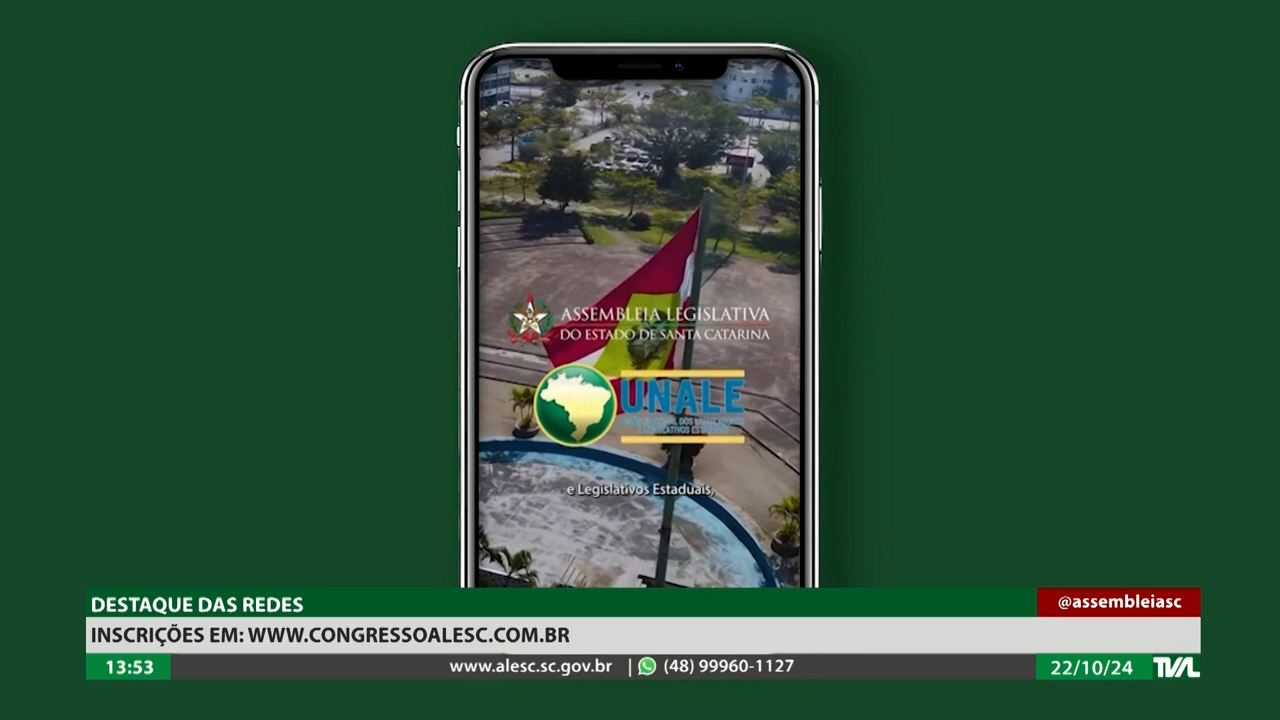 ASSEMBLEIA LEGISLATIVA
DO ESTADO DE SANTA CATARINA
UNALE
e Legislativos Estaduais,
DESTAQUE DAS REDES
@assembleiasc
INSCRIÇÕES EM: WWW.CONGRESSOALESC.COM.BR
13:53
www.alesc.sc.gov.br | (48) 99960-1127
22/10/24
TVAL